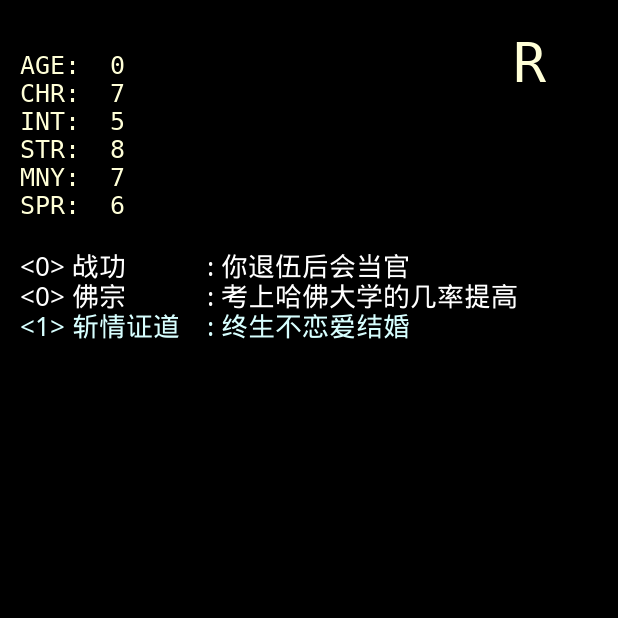 R
AGE: 0
CHR: 7
INT: 5
STR: 8
MNY: 7
SPR: 6
<0> 战功 : 你退伍后会当官
<0> 佛宗 : 考上哈佛大学的几率提高
<1> 斩情证道 : 终生不恋爱结婚